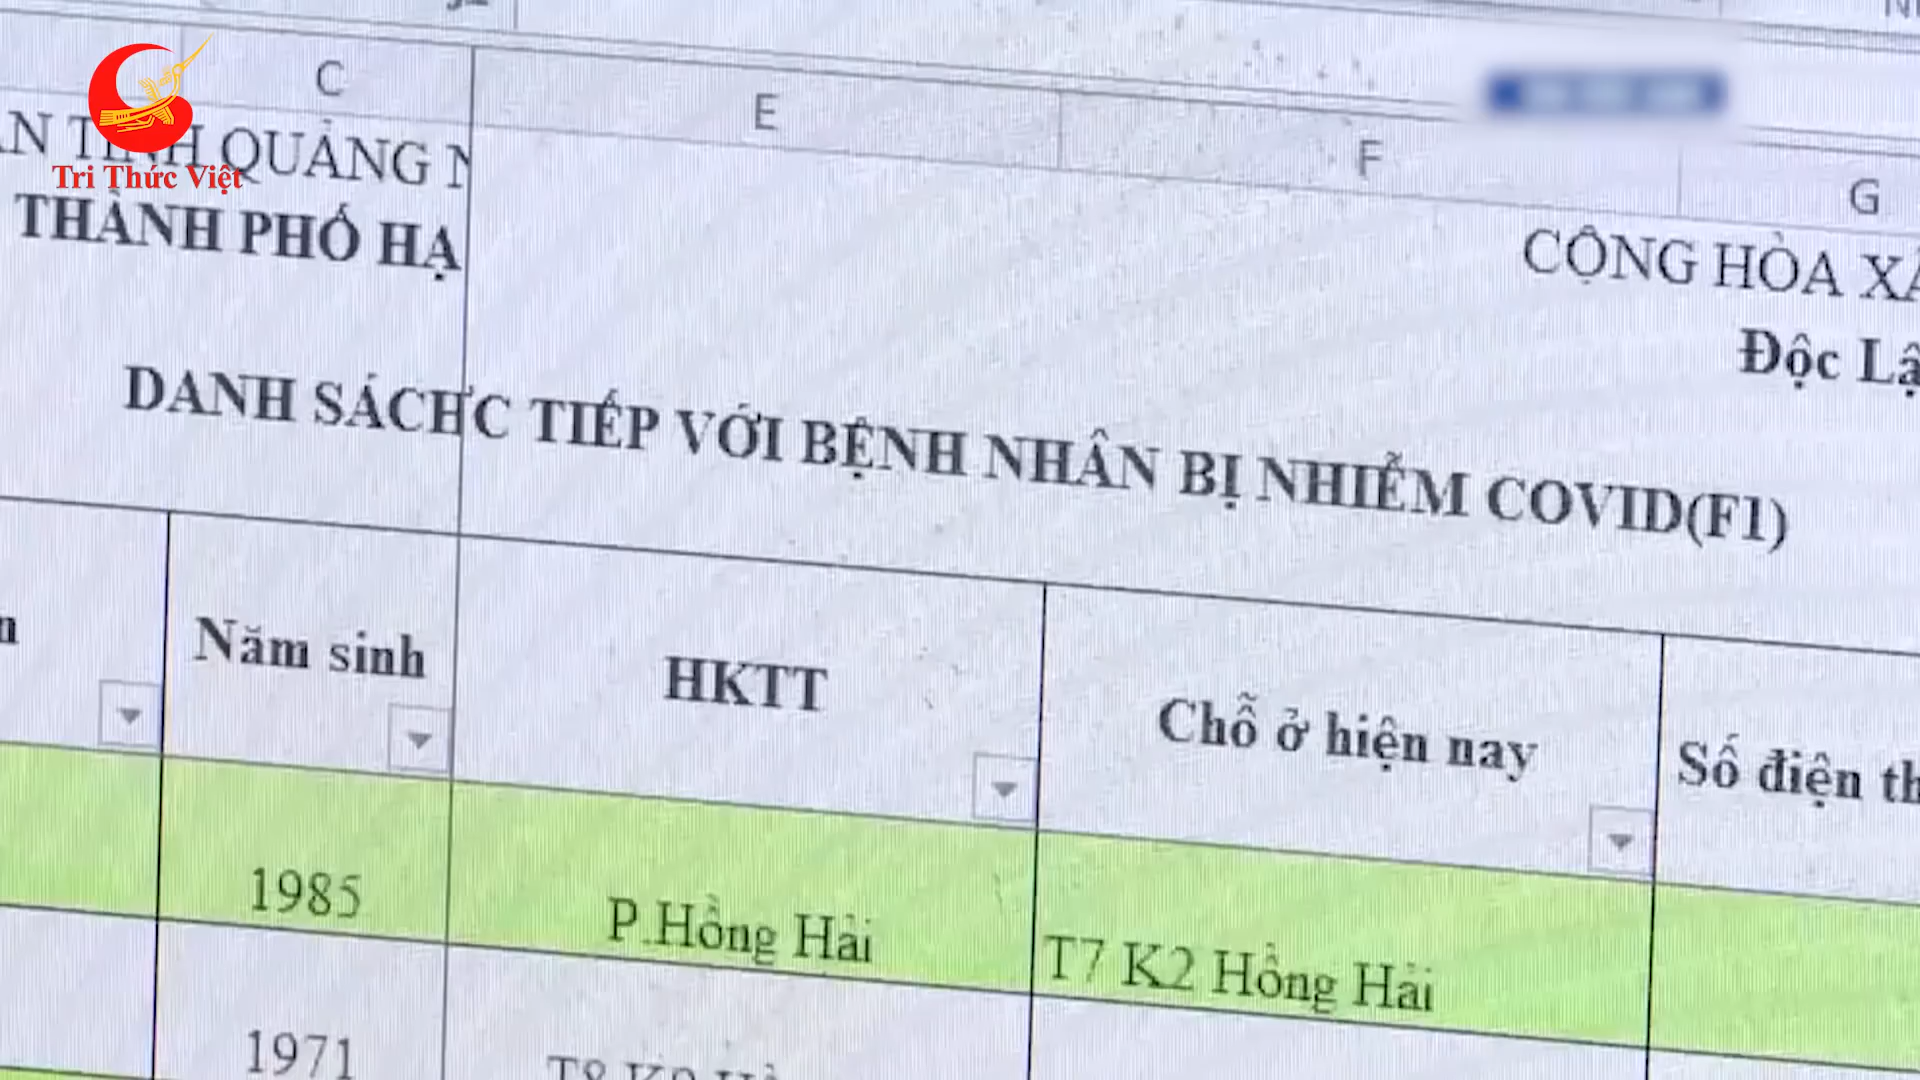 C E F G
TỈNH QUẢNG N
Tri Thức Việt
THÀNH PHỐ HẠ
CỘNG HÒA XÃ
Độc Lậ
DANH SÁCH C TIẾP VỚI BỆNH NHÂN BỊ NHIỄM COVID(F1)
Năm sinh HKTT Chỗ ở hiện nay Số điện th
1985 P.Hồng Hải T7 K2 Hồng Hải
1971